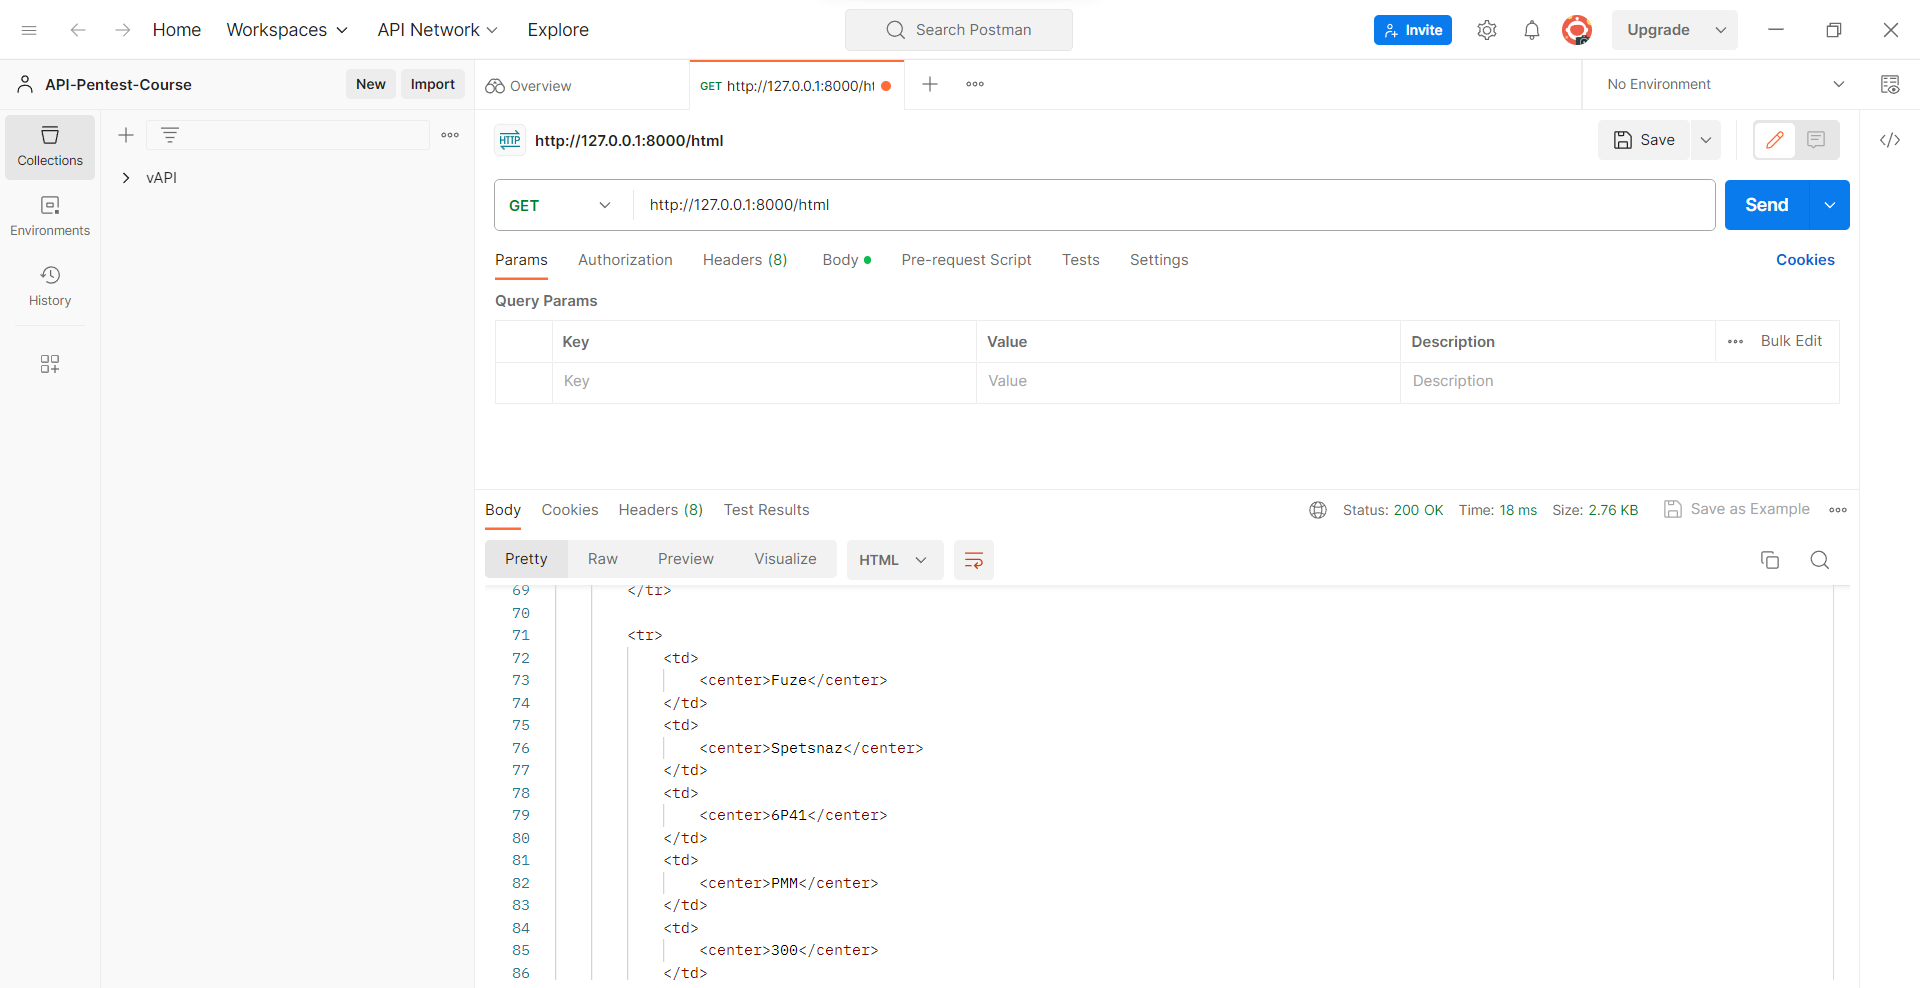 Home Workspaces API Network Explore Search Postman Invite Upgrade
API-Pentest-Course New Import Overview GET http://127.0.0.1:8000/ht No Environment
HTTP http://127.0.0.1:8000/html Save
Collections
vAPI
GET http://127.0.0.1:8000/html Send
Environments
Params Authorization Headers (8) Body Pre-request Script Tests Settings Cookies
History
Query Params
Key Value Description Bulk Edit
Key Value Description
Body Cookies Headers (8) Test Results Status: 200 OK Time: 18 ms Size: 2.76 KB Save as Example
Pretty Raw Preview Visualize HTML
69 </tr>
70
71 <tr>
72 <td>
73 <center>Fuze</center>
74 </td>
75 <td>
76 <center>Spetsnaz</center>
77 </td>
78 <td>
79 <center>6P41</center>
80 </td>
81 <td>
82 <center>PMM</center>
83 </td>
84 <td>
85 <center>300</center>
86 </td>